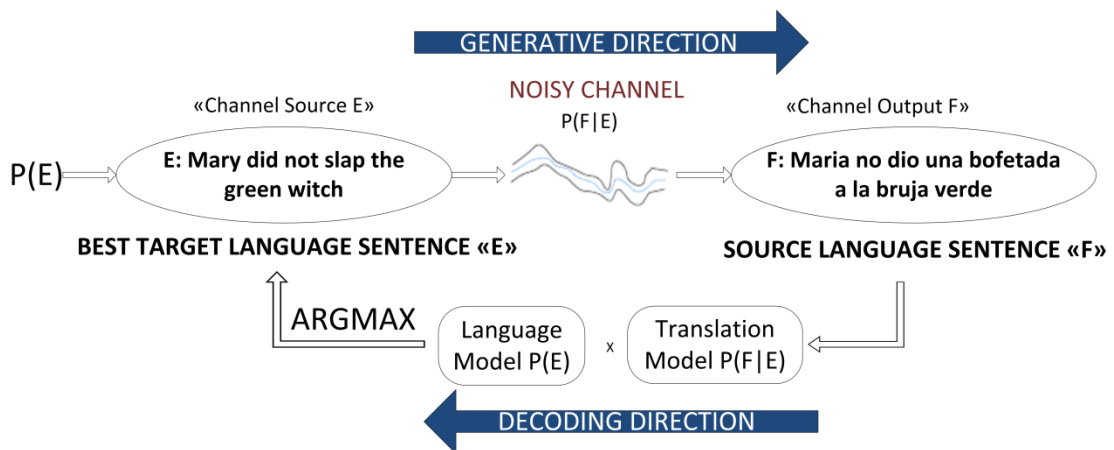 GENERATIVE DIRECTION
«Channel Source E»
NOISY CHANNEL
P(F|E)
«Channel Output F»
P(E)
E: Mary did not slap the
green witch
F: Maria no dio una bofetada
a la bruja verde
BEST TARGET LANGUAGE SENTENCE «E»
SOURCE LANGUAGE SENTENCE «F»
ARGMAX
Language
Model P(E)
x
Translation
Model P(F|E)
DECODING DIRECTION